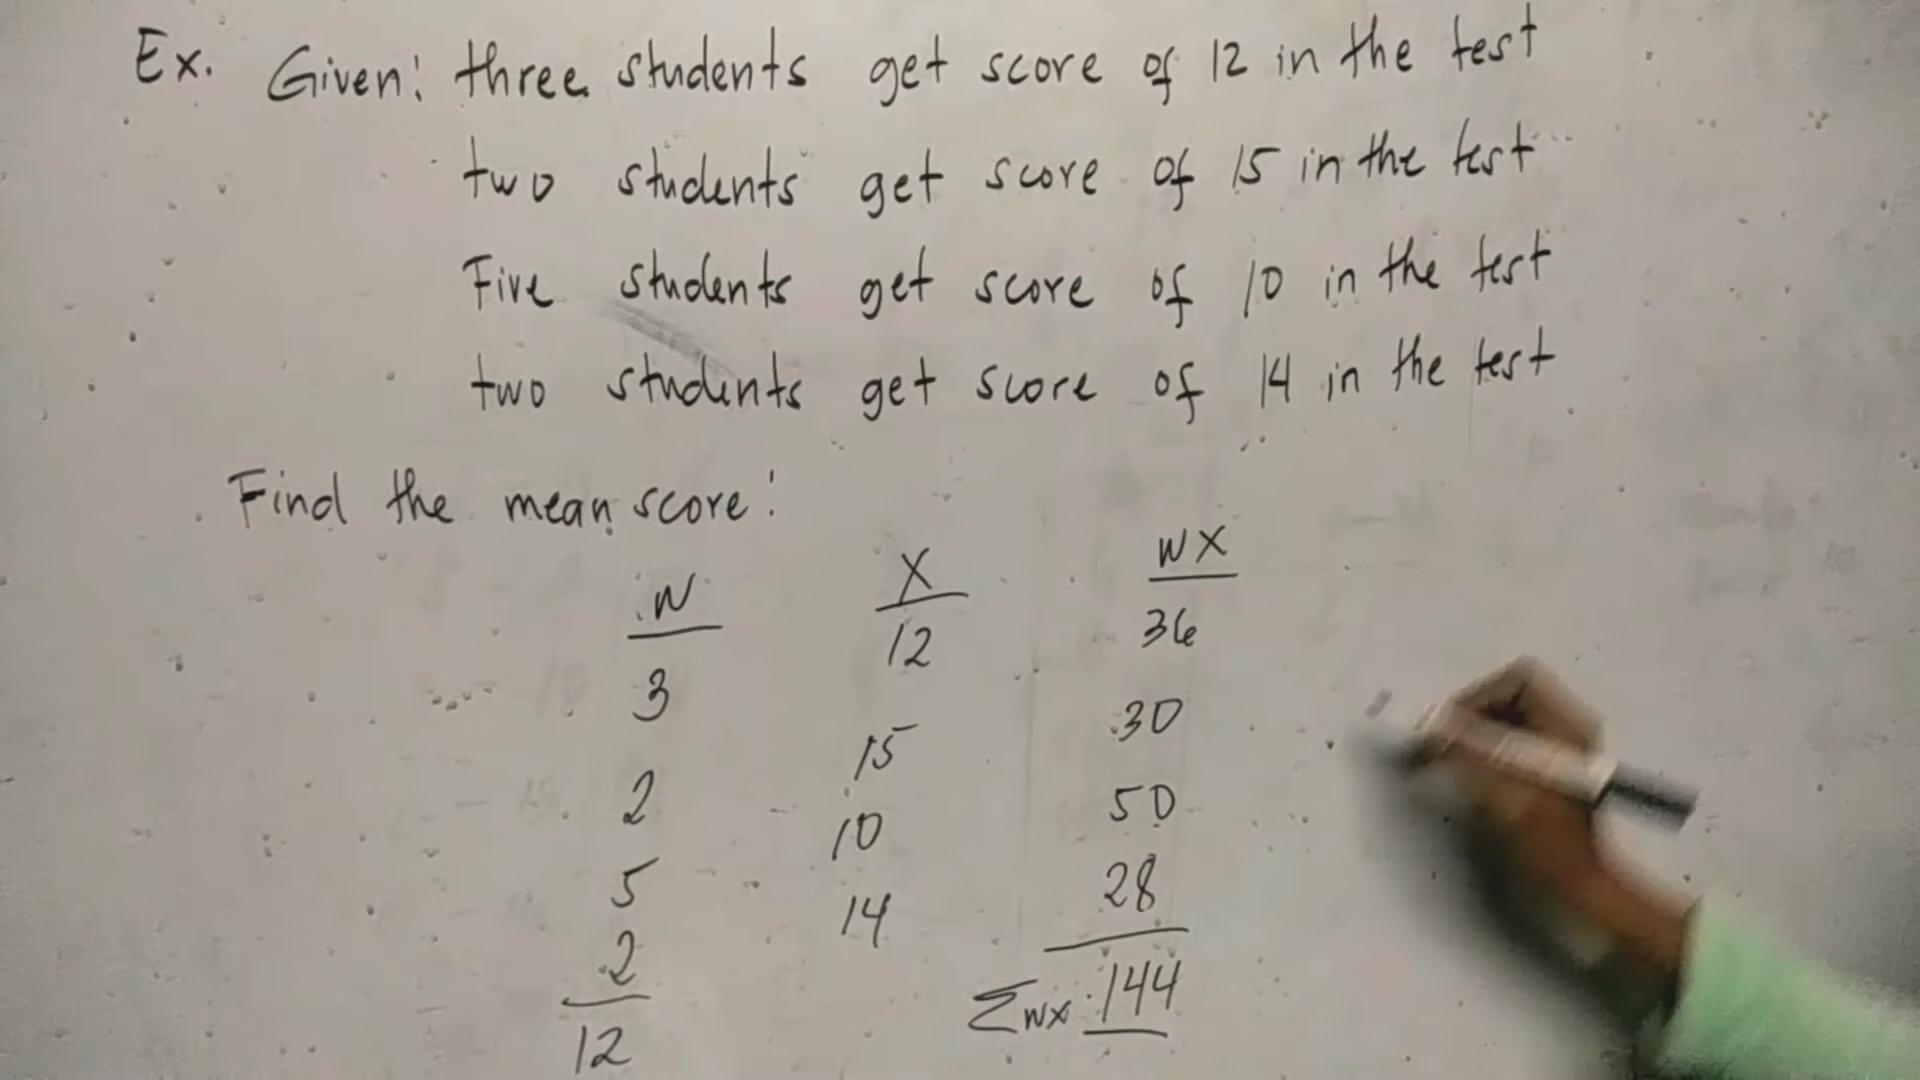 Ex. Given: three students get score of 12 in the test
two students get score of 15 in the test
Five students get score of 10 in the test
two students get score of 14 in the test
Find the mean score:
W X WX
3 12 36
2 15 30
5 10 50
2 14 28
12 Σwx 144